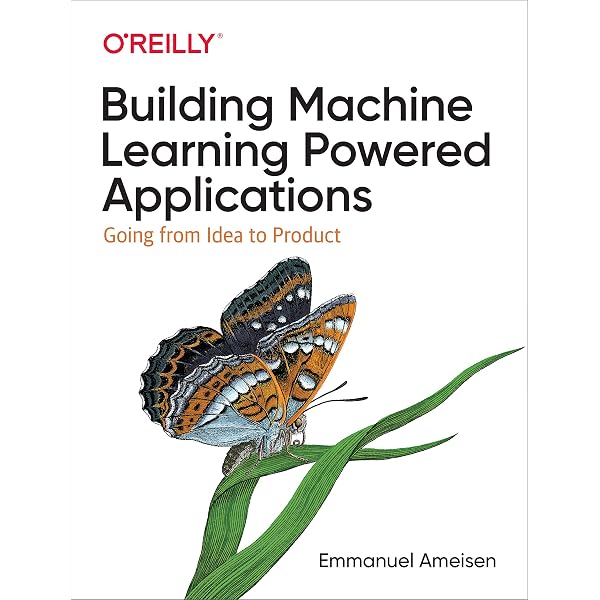 O'REILLY®
Building Machine
Learning Powered
Applications
Going from Idea to Product
Emmanuel Ameisen